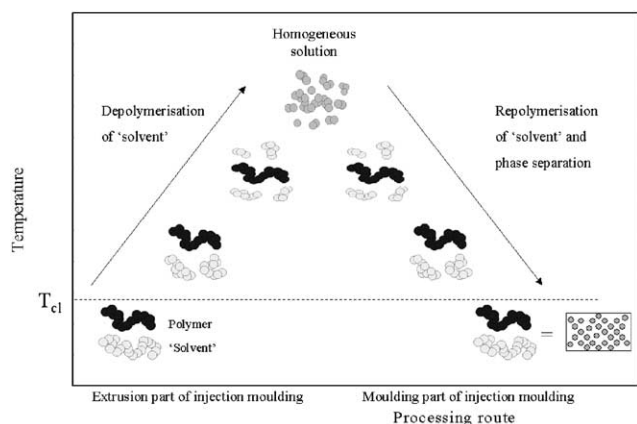 Homogeneous
solution
Depolymerisation
of ‘solvent’
Repolymerisation
of ‘solvent’ and
phase separation
Temperature
T_cl
Polymer
‘Solvent’
=
Extrusion part of injection moulding
Moulding part of injection moulding
Processing route